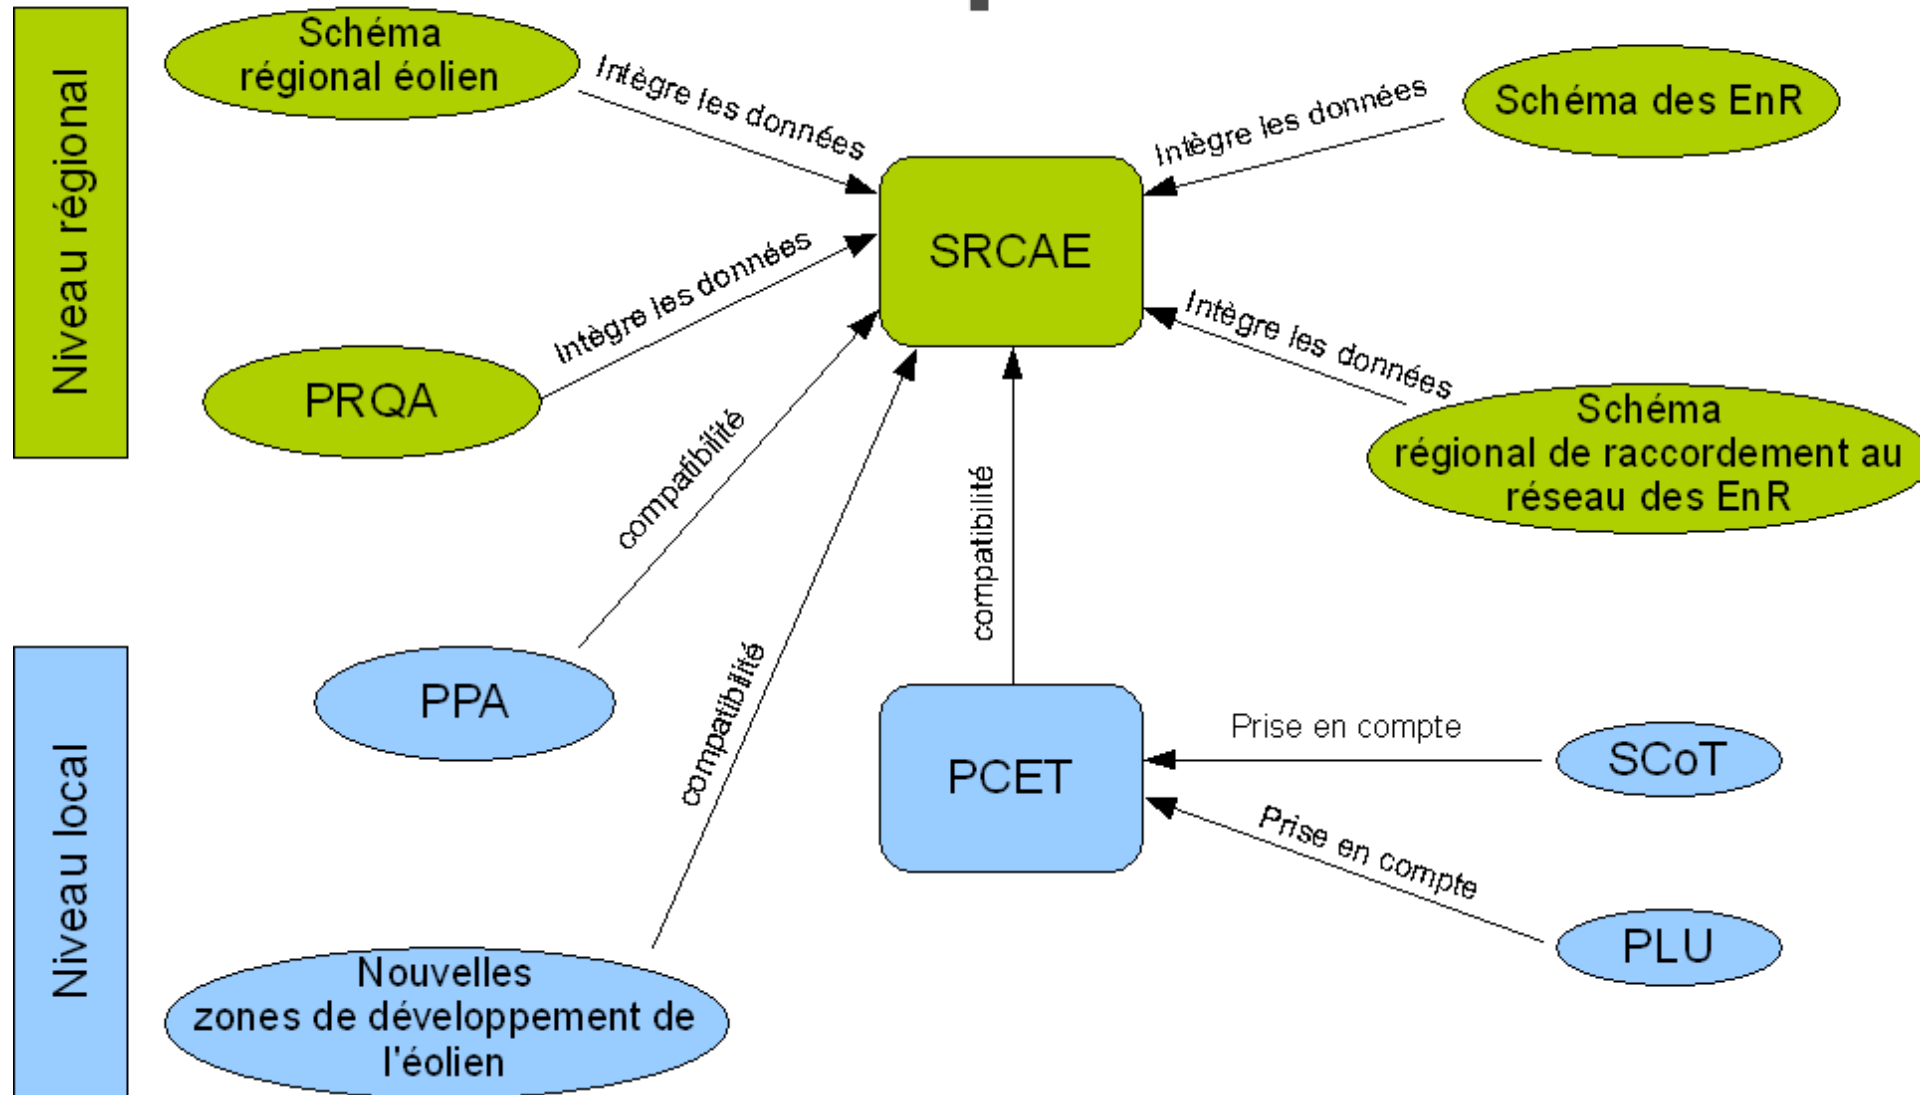 Niveau régional
Schéma
régional éolien
Intègre les données
Schéma des EnR
Intègre les données
SRCAE
PRQA
Intègre les données
Intègre les données
Schéma
régional de raccordement au
réseau des EnR
compatibilité
compatibilité
compatibilité
Niveau local
PPA
PCET
Prise en compte
SCoT
Prise en compte
PLU
Nouvelles
zones de développement de
l'éolien